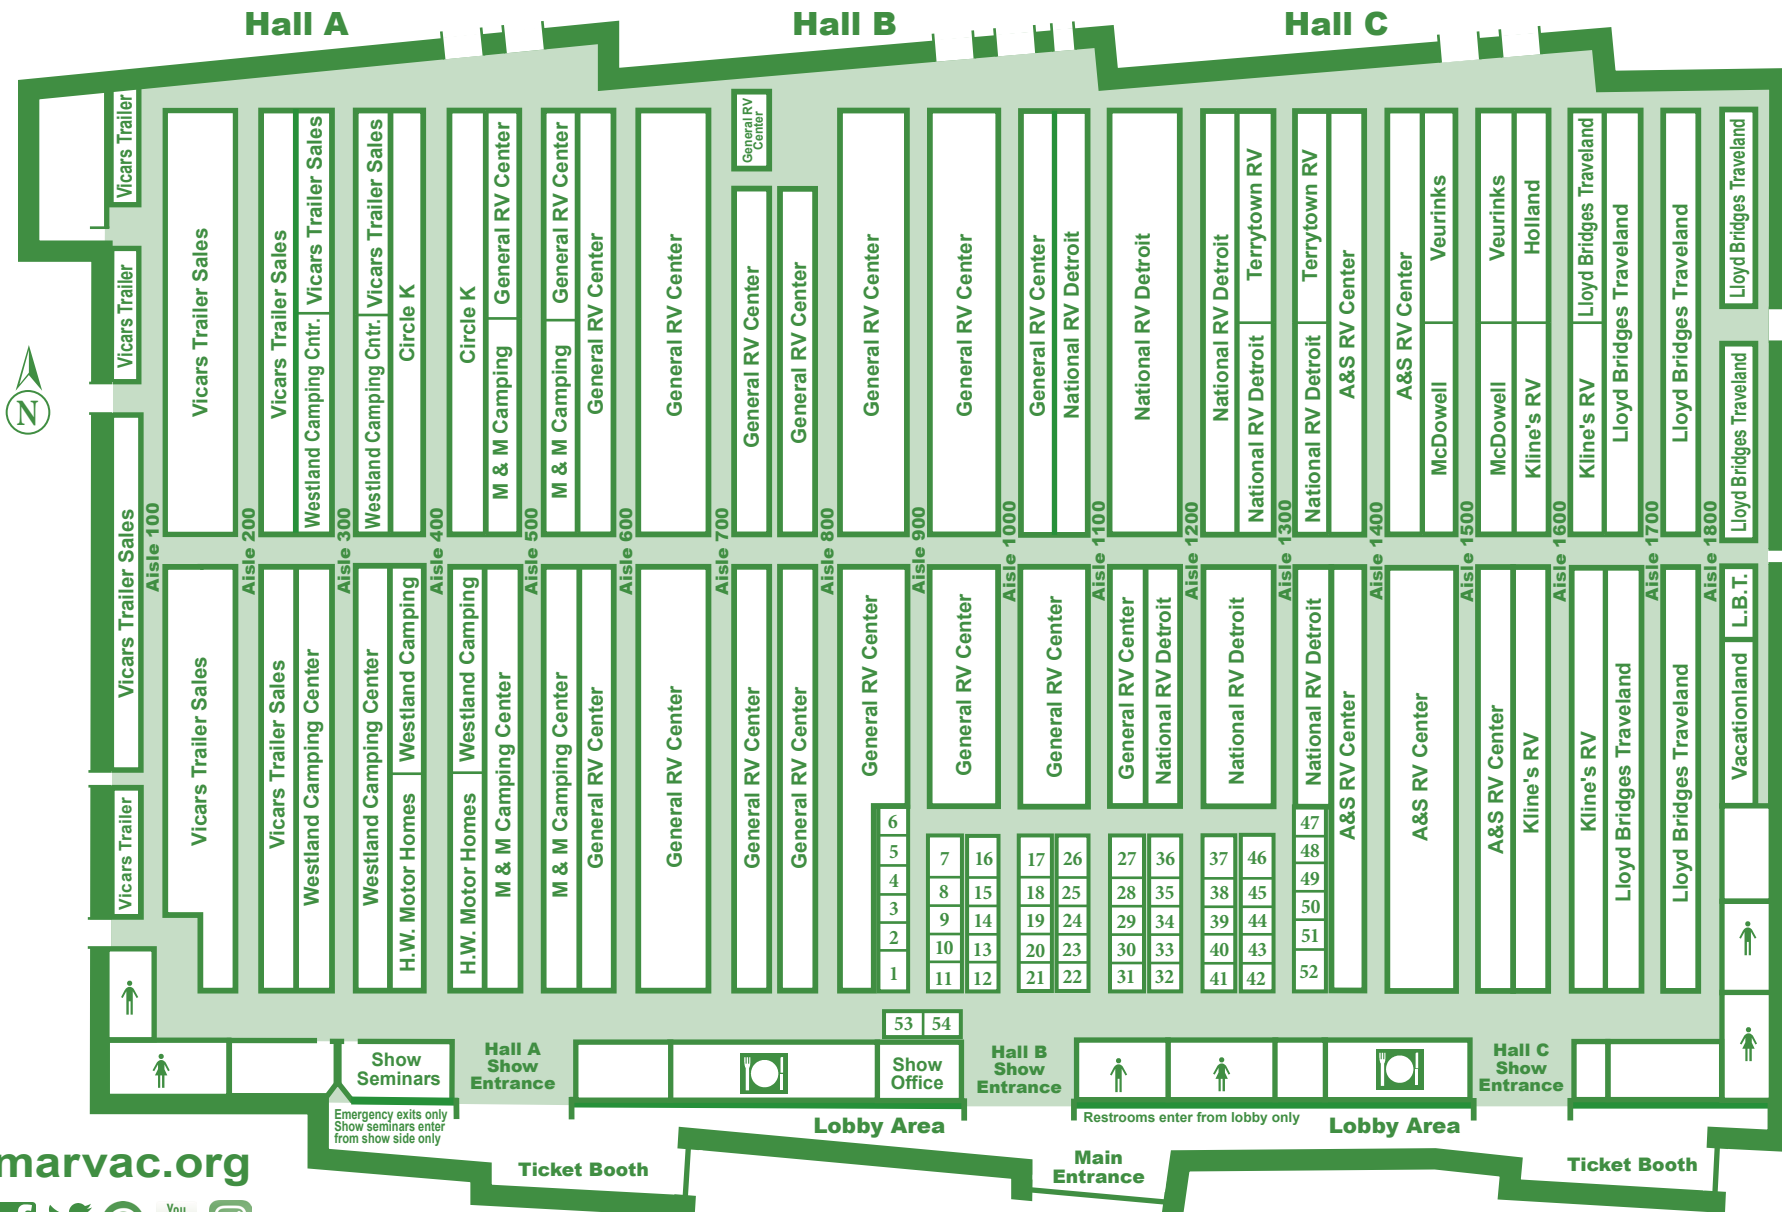 Hall A
Hall B
Hall C
Vicars Trailer
Vicars Trailer
Vicars Trailer Sales
Vicars Trailer
Vicars Trailer Sales
Vicars Trailer Sales
Vicars Trailer Sales
Westland Camping Cntr.
Vicars Trailer Sales
Westland Camping Cntr.
Circle K
Circle K
General RV Center
M & M Camping
General RV Center
M & M Camping
General RV Center
General RV Center
General RV
Center
General RV Center
General RV Center
General RV Center
General RV Center
General RV Center
National RV Detroit
National RV Detroit
National RV Detroit
Terrytown RV
National RV Detroit
Terrytown RV
National RV Detroit
A&S RV Center
A&S RV Center
Veurinks
McDowell
Veurinks
McDowell
Holland
Kline's RV
Lloyd Bridges Traveland
Kline's RV
Lloyd Bridges Traveland
Lloyd Bridges Traveland
Lloyd Bridges Traveland
Lloyd Bridges Traveland
N
Aisle 100
Aisle 200
Aisle 300
Aisle 400
Aisle 500
Aisle 600
Aisle 700
Aisle 800
Aisle 900
Aisle 1000
Aisle 1100
Aisle 1200
Aisle 1300
Aisle 1400
Aisle 1500
Aisle 1600
Aisle 1700
Aisle 1800
Vicars Trailer Sales
Vicars Trailer Sales
Westland Camping Center
Westland Camping Center
Westland Camping
H.W. Motor Homes
Westland Camping
H.W. Motor Homes
M & M Camping Center
M & M Camping Center
General RV Center
General RV Center
General RV Center
General RV Center
General RV Center
General RV Center
General RV Center
General RV Center
National RV Detroit
National RV Detroit
National RV Detroit
A&S RV Center
A&S RV Center
A&S RV Center
Kline's RV
Kline's RV
Lloyd Bridges Traveland
Lloyd Bridges Traveland
L.B.T.
Vacationland
6
5
4
3
2
1
7
8
9
10
11
16
15
14
13
12
17
18
19
20
21
26
25
24
23
22
27
28
29
30
31
36
35
34
33
32
37
38
39
40
41
46
45
44
43
42
47
48
49
50
51
52
53
54
Show
Seminars
Hall A
Show
Entrance
Show
Office
Hall B
Show
Entrance
Hall C
Show
Entrance
Emergency exits only
Show seminars enter
from show side only
Lobby Area
Restrooms enter from lobby only
Lobby Area
Ticket Booth
Main
Entrance
Ticket Booth
marvac.org
You